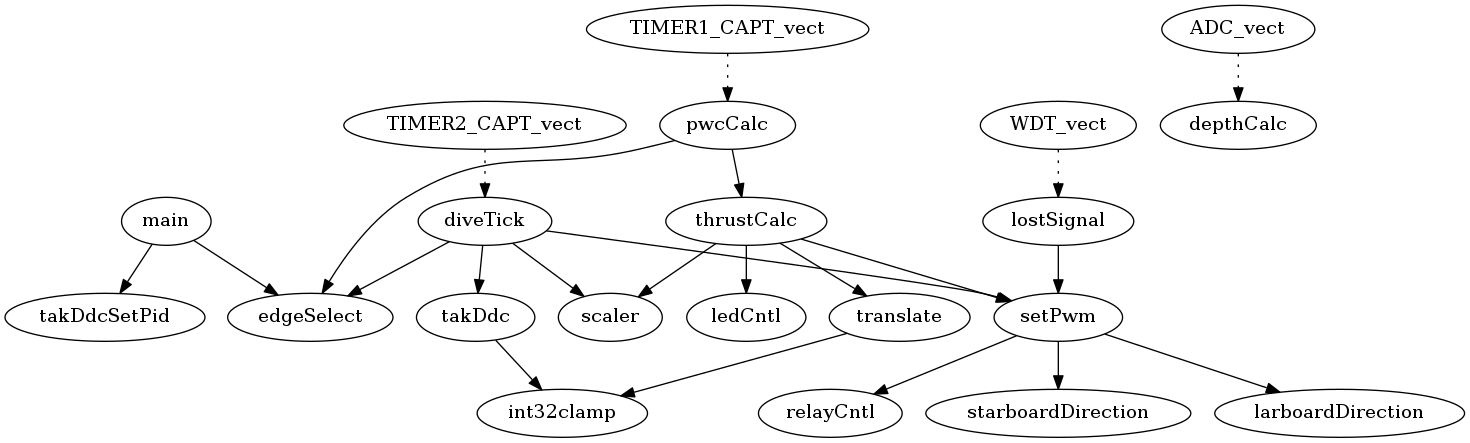 TIMER1_CAPT_vect
ADC_vect
TIMER2_CAPT_vect
pwcCalc
WDT_vect
depthCalc
main
diveTick
thrustCalc
lostSignal
takDdcSetPid
edgeSelect
takDdc
scaler
ledCntl
translate
setPwm
int32clamp
relayCntl
starboardDirection
larboardDirection